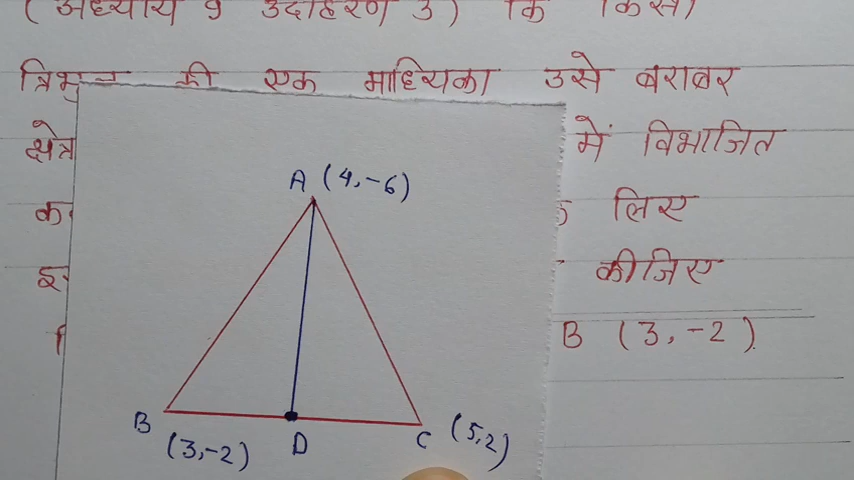 (अध्याय 9 उदाहरण 3) कि किसी
की एक माध्यिका उसे बराबर
में विभाजित
लिए
कीजिए
B (3,-2).
A (4,-6)
B
(3,-2)
D
C (5,2)